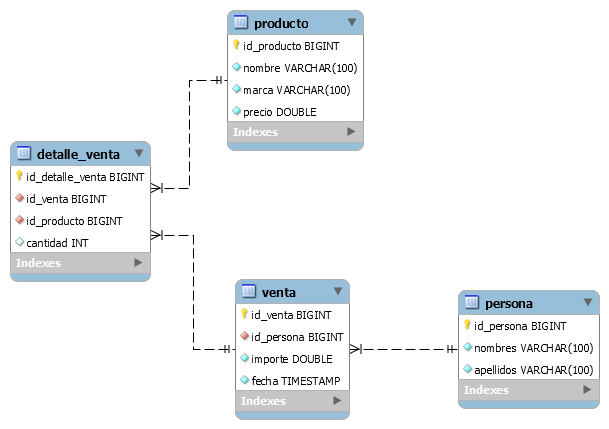 producto
id_producto BIGINT
nombre VARCHAR(100)
marca VARCHAR(100)
precio DOUBLE
Indexes
detalle_venta
id_detalle_venta BIGINT
id_venta BIGINT
id_producto BIGINT
cantidad INT
Indexes
venta
id_venta BIGINT
id_persona BIGINT
importe DOUBLE
fecha TIMESTAMP
Indexes
persona
id_persona BIGINT
nombres VARCHAR(100)
apellidos VARCHAR(100)
Indexes